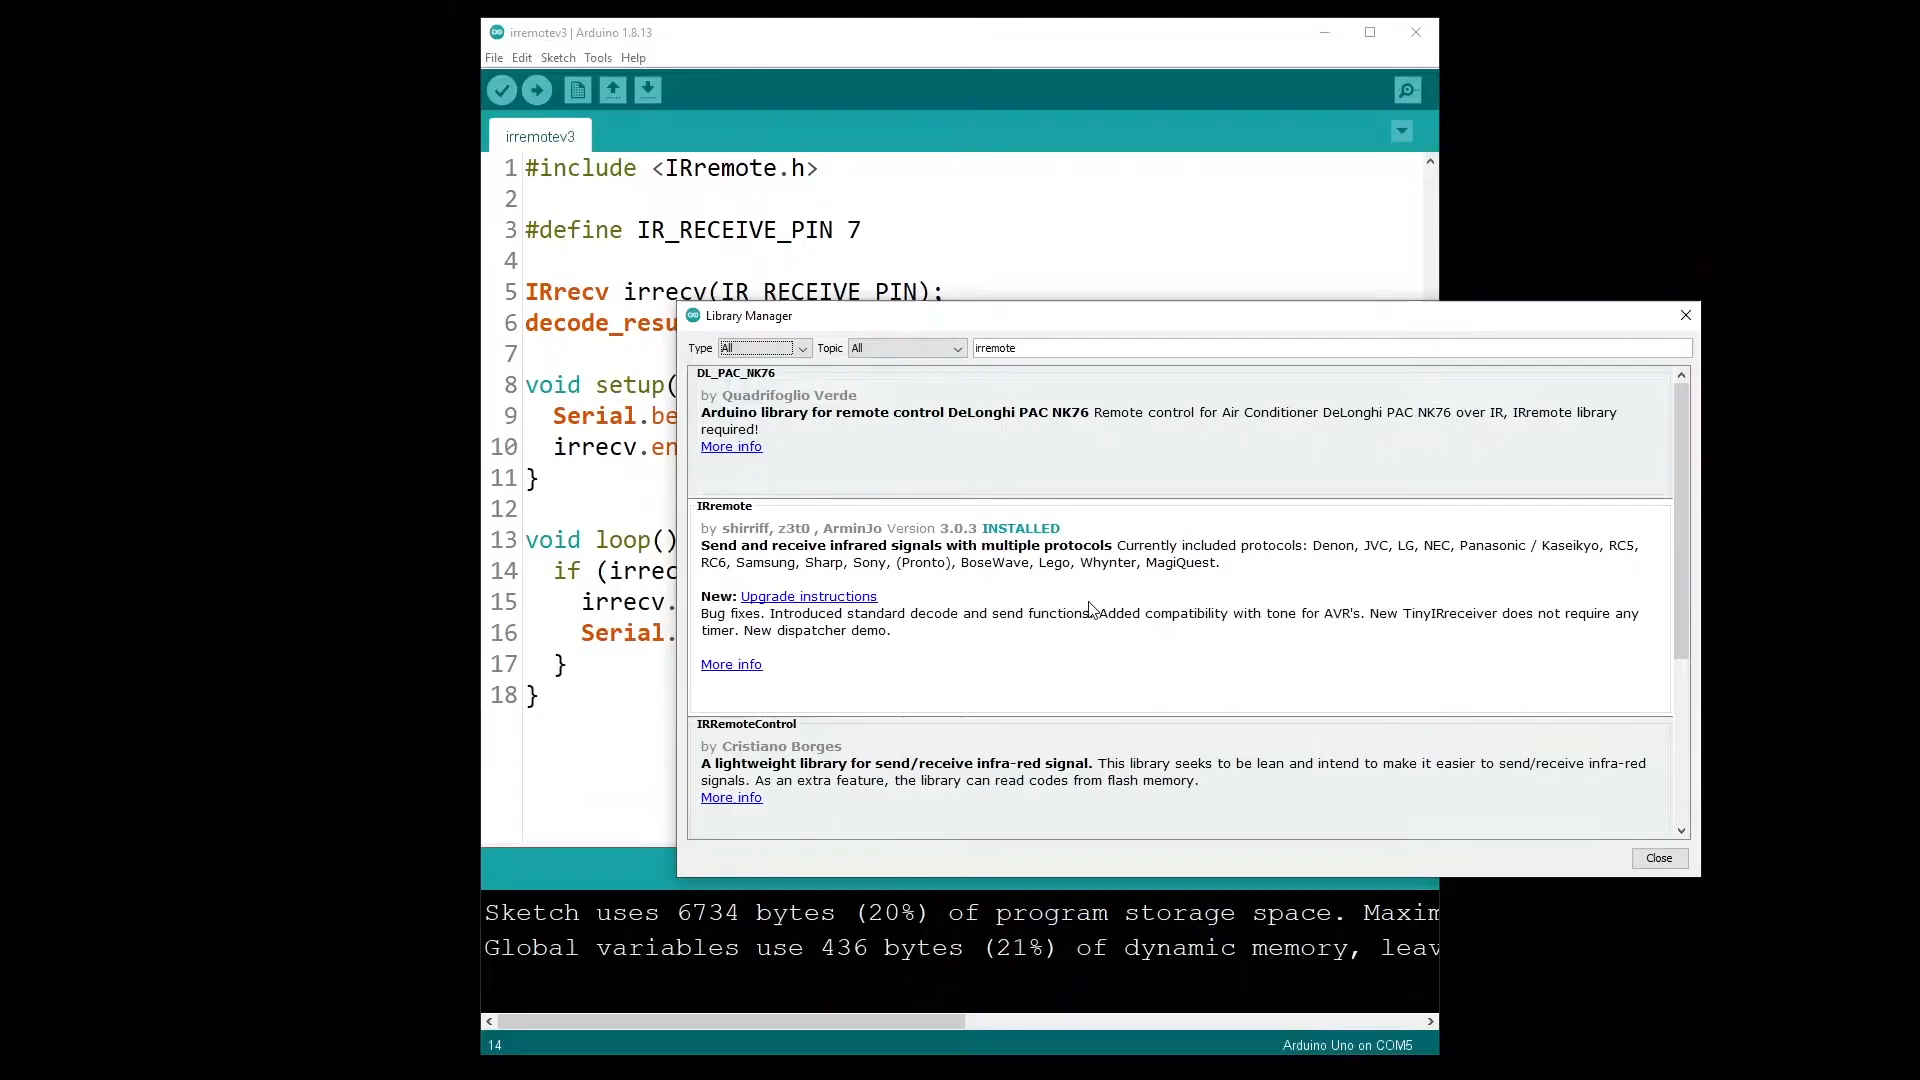 irremotev3 | Arduino 1.8.13
File Edit Sketch Tools Help
irremotev3
1 #include <IRremote.h>
2
3 #define IR_RECEIVE_PIN 7
4
5 IRrecv irrecv(IR_RECEIVE_PIN);
6 decode_resu
7
8 void setup(
9 Serial.be
10 irrecv.en
11 }
12
13 void loop()
14 if (irrec
15 irrecv.
16 Serial.
17 }
18 }
Library Manager
Type All Topic All irremote
DL_PAC_NK76
by Quadrifoglio Verde
Arduino library for remote control DeLonghi PAC NK76 Remote control for Air Conditioner DeLonghi PAC NK76 over IR, IRremote library
required!
More info
IRremote
by shirriff, z3t0 , ArminJo Version 3.0.3 INSTALLED
Send and receive infrared signals with multiple protocols Currently included protocols: Denon, JVC, LG, NEC, Panasonic / Kaseikyo, RC5,
RC6, Samsung, Sharp, Sony, (Pronto), BoseWave, Lego, Whynter, MagiQuest.
New: Upgrade instructions
Bug fixes. Introduced standard decode and send functions. Added compatibility with tone for AVR's. New TinyIRreceiver does not require any
timer. New dispatcher demo.
More info
IRRemoteControl
by Cristiano Borges
A lightweight library for send/receive infra-red signal. This library seeks to be lean and intend to make it easier to send/receive infra-red
signals. As an extra feature, the library can read codes from flash memory.
More info
Close
Sketch uses 6734 bytes (20%) of program storage space. Maxim
Global variables use 436 bytes (21%) of dynamic memory, leav
14 Arduino Uno on COM5